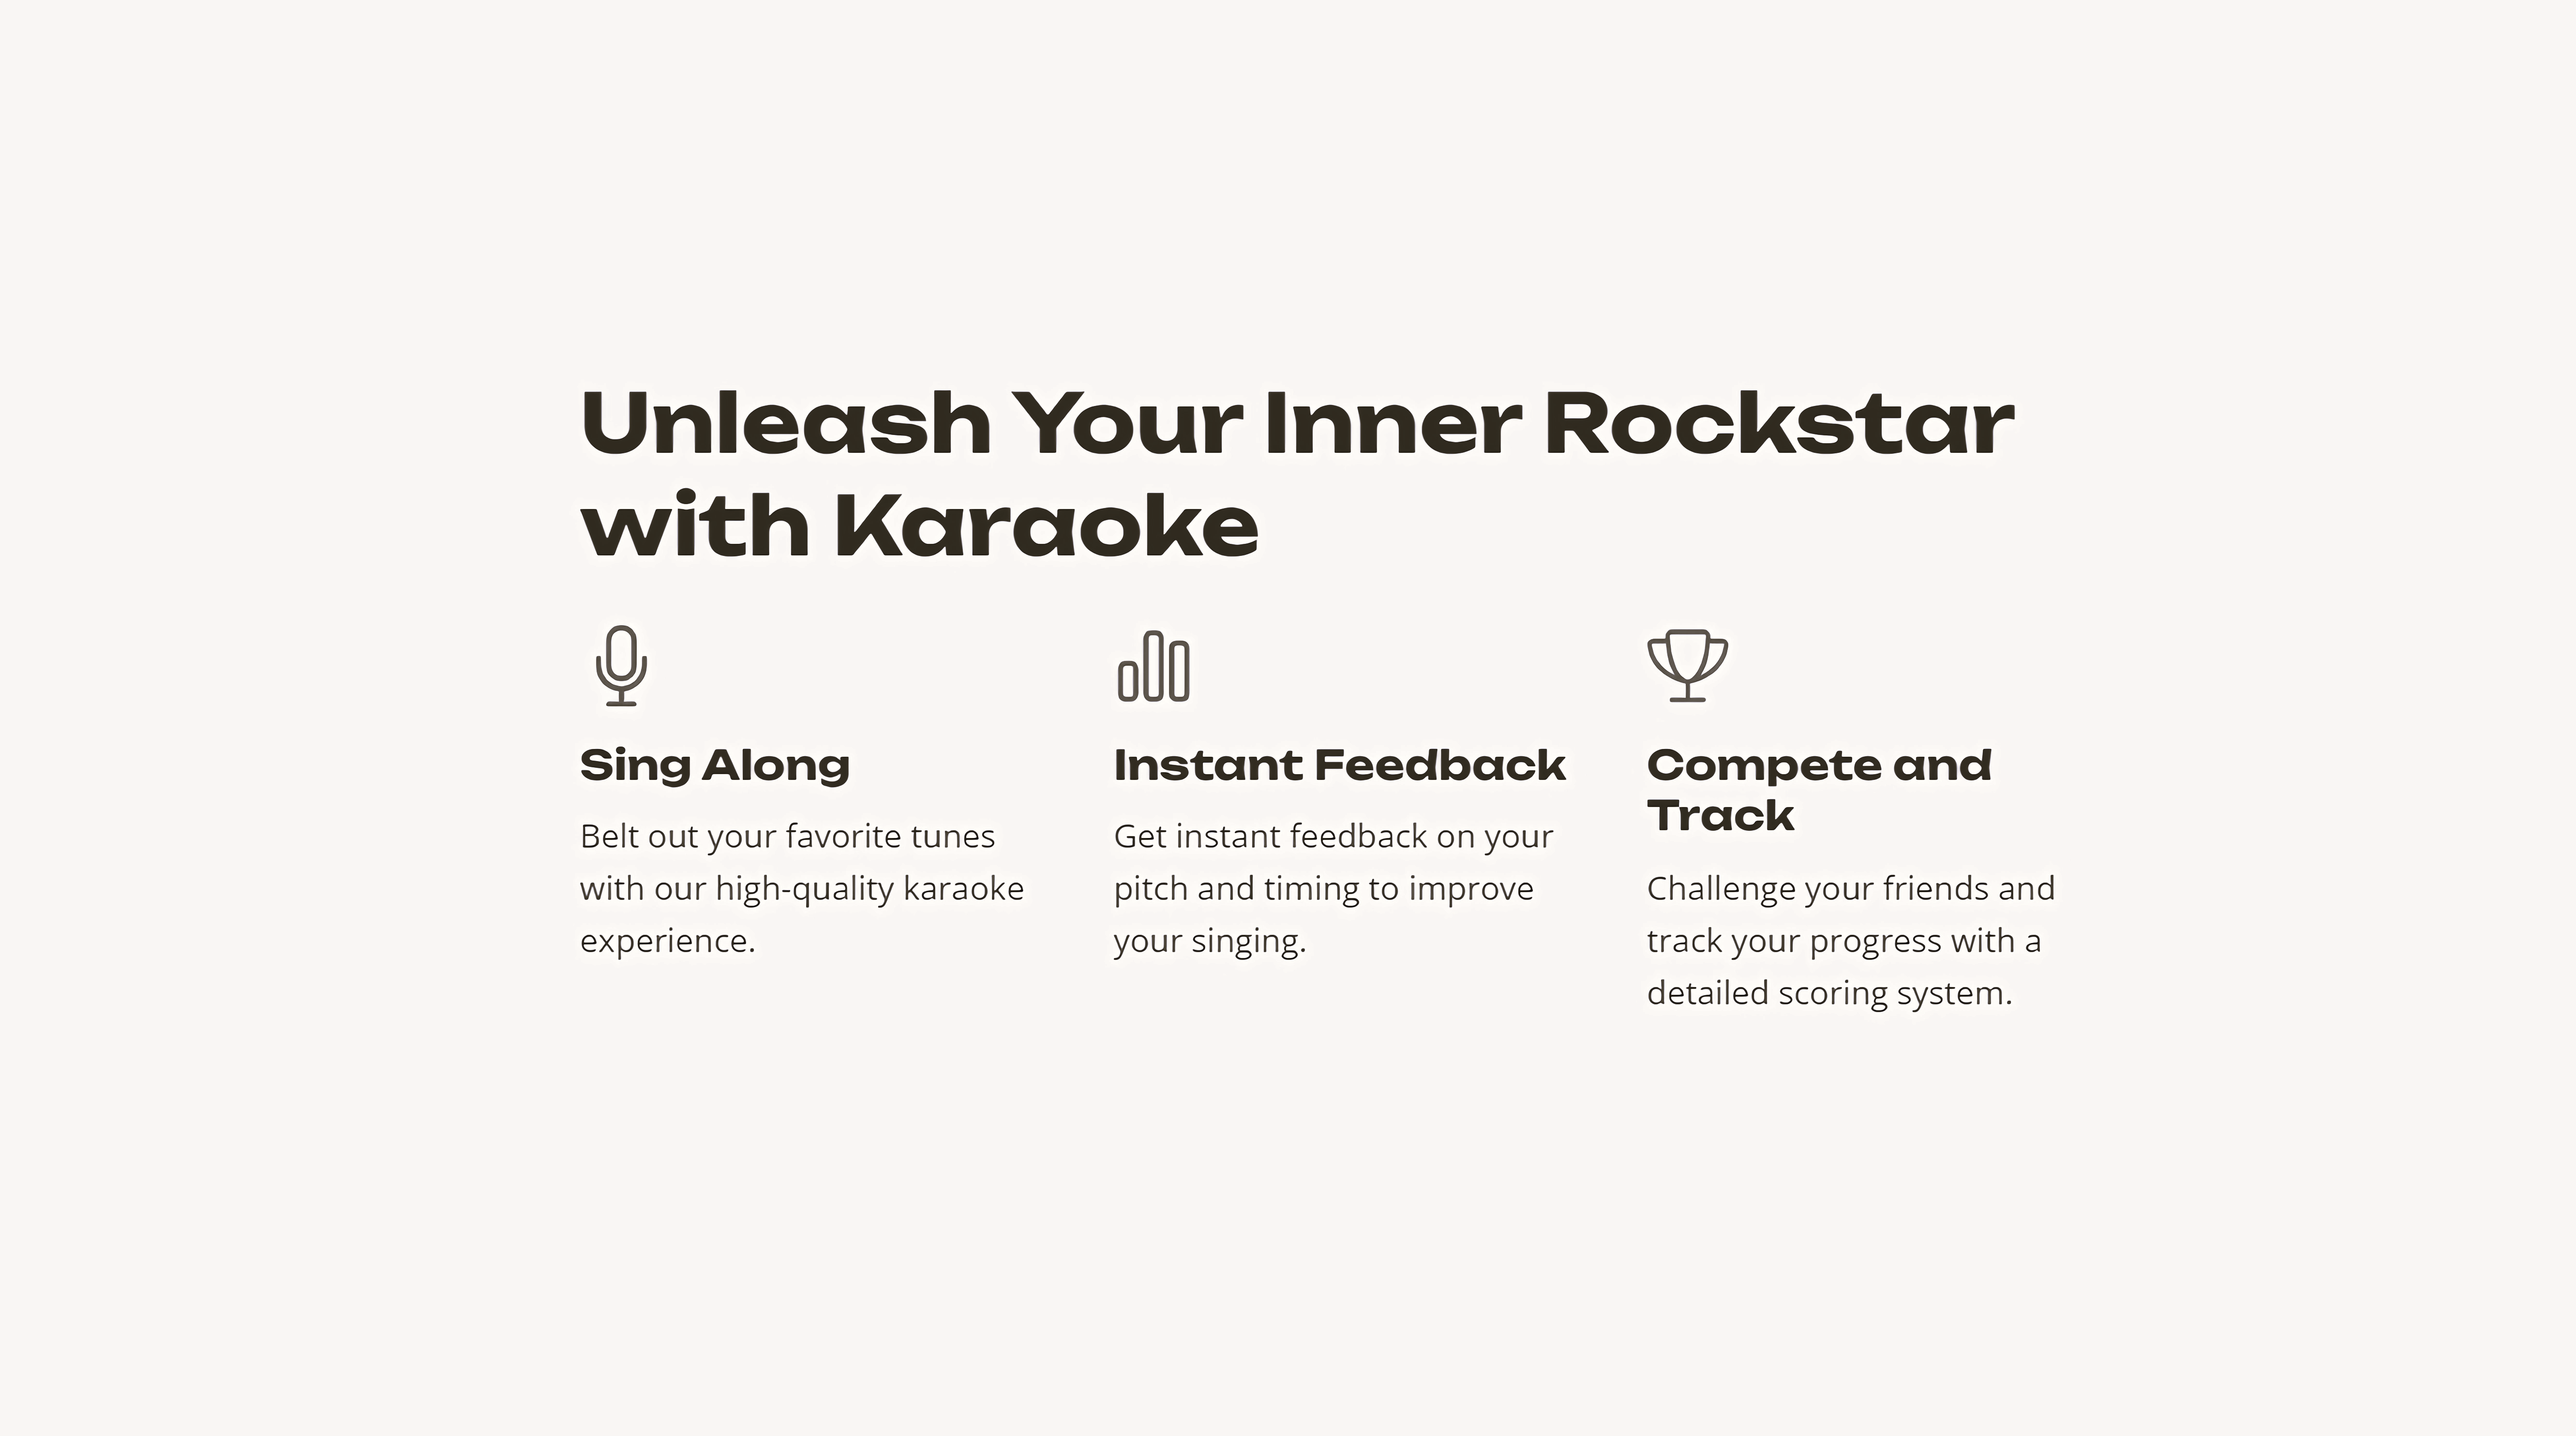 Unleash Your Inner Rockstar
with Karaoke
Sing Along
Belt out your favorite tunes
with our high-quality karaoke
experience.
Instant Feedback
Get instant feedback on your
pitch and timing to improve
your singing.
Compete and
Track
Challenge your friends and
track your progress with a
detailed scoring system.